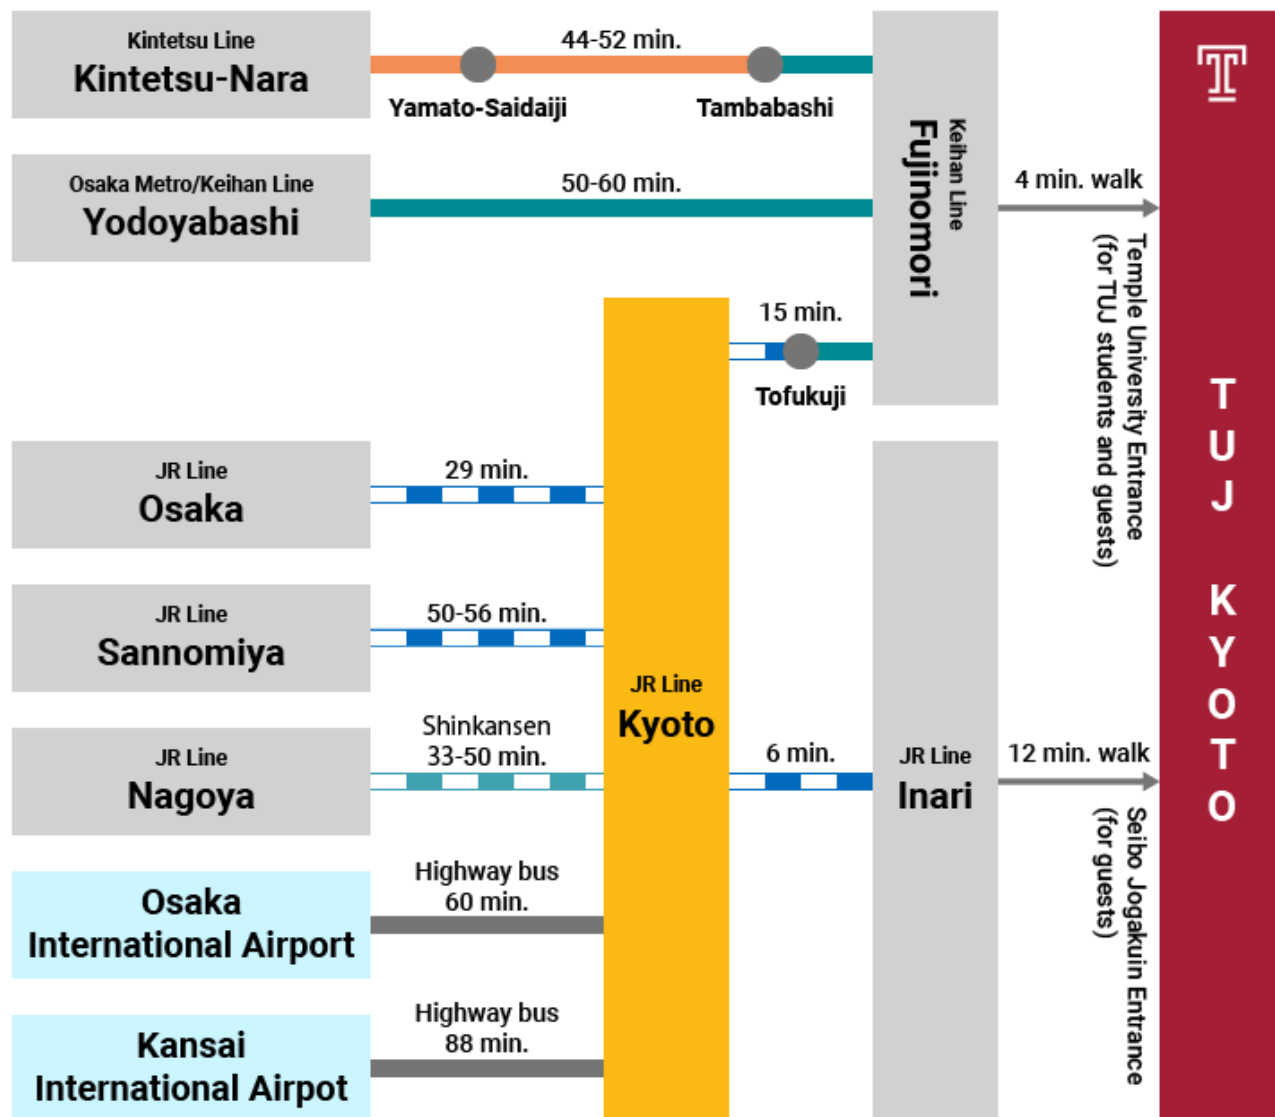 Kintetsu Line
Kintetsu-Nara
44-52 min.
Yamato-Saidaiji
Tambabashi
Osaka Metro/Keihan Line
Yodoyabashi
50-60 min.
Keihan Line
Fujinomori
4 min. walk
Temple University Entrance
(for TUJ students and guests)
15 min.
Tofukuji
JR Line
Osaka
29 min.
JR Line
Sannomiya
50-56 min.
JR Line
Nagoya
Shinkansen
33-50 min.
JR Line
Kyoto
6 min.
JR Line
Inari
12 min. walk
Seibo Jogakuin Entrance
(for guests)
Osaka
International Airport
Highway bus
60 min.
Kansai
International Airpot
Highway bus
88 min.
T
TUJ KYOTO